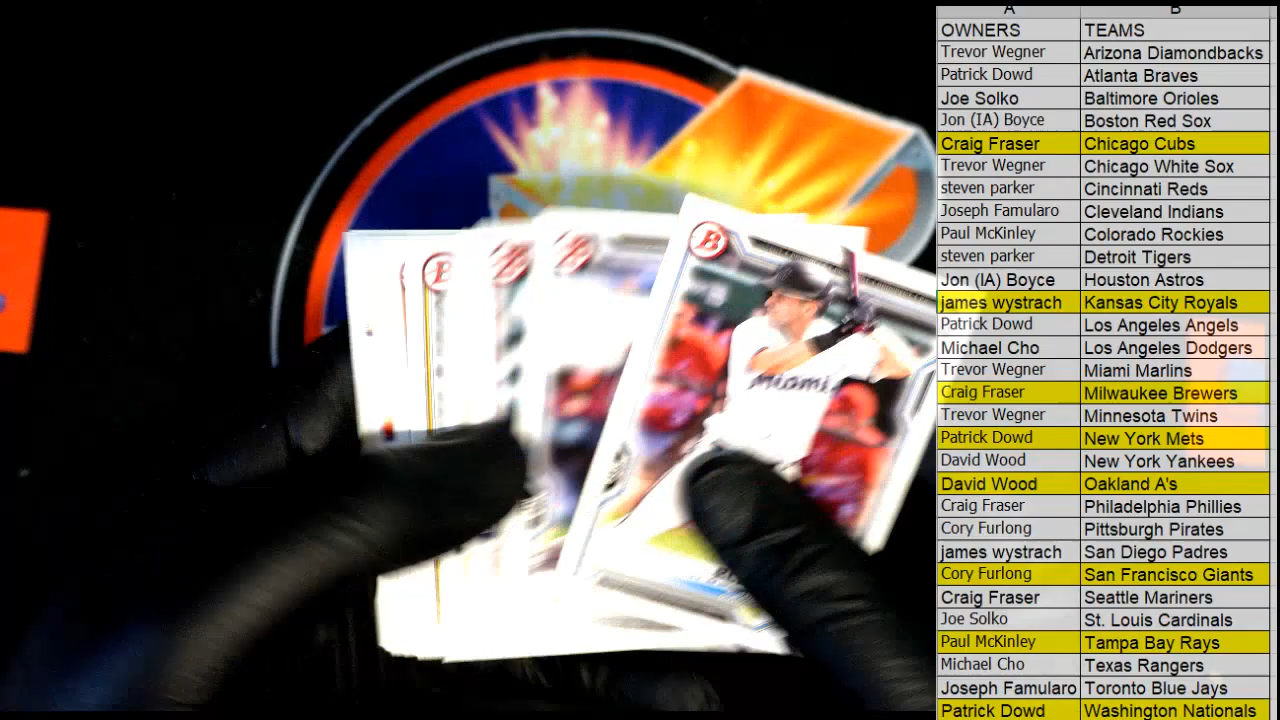 A B
OWNERS TEAMS
Trevor Wegner Arizona Diamondbacks
Patrick Dowd Atlanta Braves
Joe Solko Baltimore Orioles
Jon (IA) Boyce Boston Red Sox
Craig Fraser Chicago Cubs
Trevor Wegner Chicago White Sox
steven parker Cincinnati Reds
Joseph Famularo Cleveland Indians
Paul McKinley Colorado Rockies
steven parker Detroit Tigers
Jon (IA) Boyce Houston Astros
james wystrach Kansas City Royals
Patrick Dowd Los Angeles Angels
Michael Cho Los Angeles Dodgers
Trevor Wegner Miami Marlins
Craig Fraser Milwaukee Brewers
Trevor Wegner Minnesota Twins
Patrick Dowd New York Mets
David Wood New York Yankees
David Wood Oakland A's
Craig Fraser Philadelphia Phillies
Cory Furlong Pittsburgh Pirates
james wystrach San Diego Padres
Cory Furlong San Francisco Giants
Craig Fraser Seattle Mariners
Joe Solko St. Louis Cardinals
Paul McKinley Tampa Bay Rays
Michael Cho Texas Rangers
Joseph Famularo Toronto Blue Jays
Patrick Dowd Washington Nationals
B
B
B
B
Miami